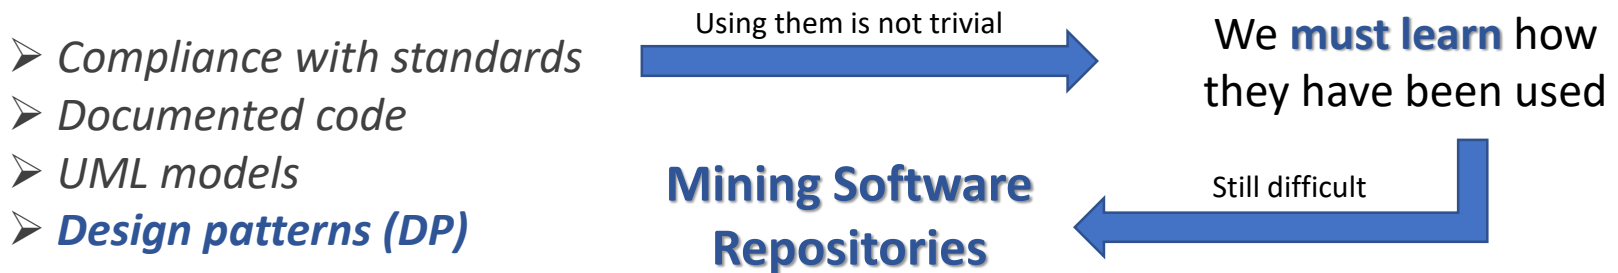 ➢ Compliance with standards
➢ Documented code
➢ UML models
➢ Design patterns (DP)
Using them is not trivial
We must learn how
they have been used
Still difficult
Mining Software
Repositories